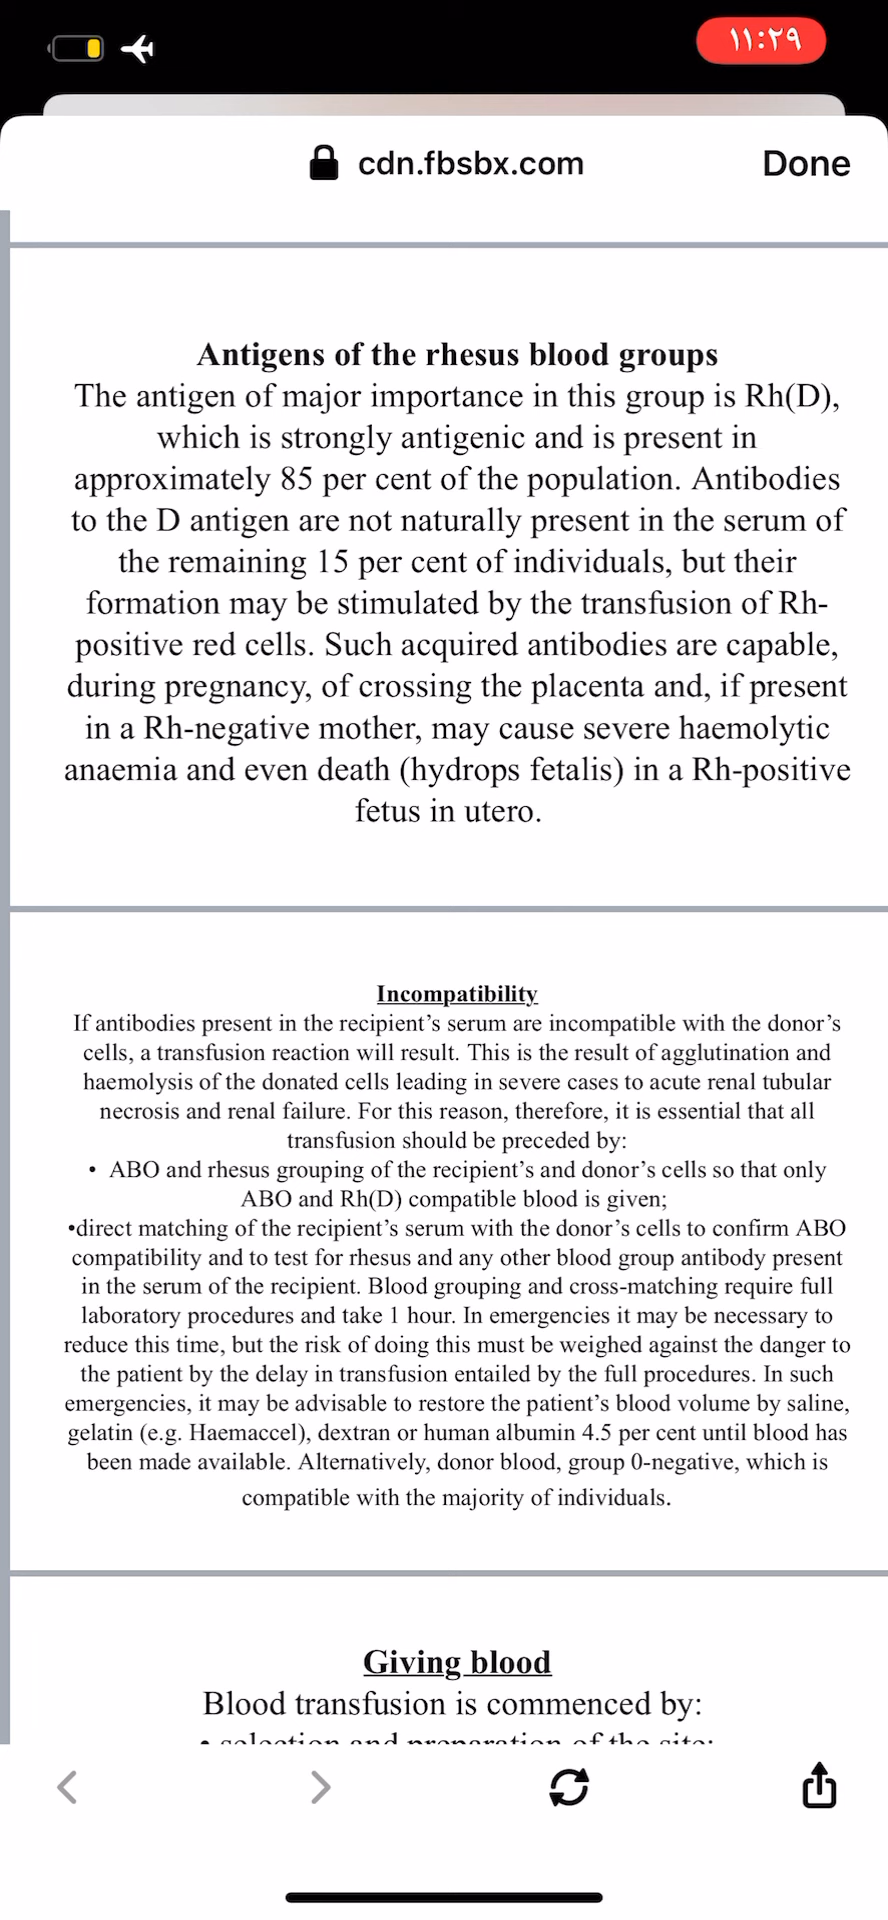 ١١:٢٩
cdn.fbsbx.com
Done
Antigens of the rhesus blood groups
The antigen of major importance in this group is Rh(D),
which is strongly antigenic and is present in
approximately 85 per cent of the population. Antibodies
to the D antigen are not naturally present in the serum of
the remaining 15 per cent of individuals, but their
formation may be stimulated by the transfusion of Rh-
positive red cells. Such acquired antibodies are capable,
during pregnancy, of crossing the placenta and, if present
in a Rh-negative mother, may cause severe haemolytic
anaemia and even death (hydrops fetalis) in a Rh-positive
fetus in utero.
Incompatibility
If antibodies present in the recipient’s serum are incompatible with the donor’s
cells, a transfusion reaction will result. This is the result of agglutination and
haemolysis of the donated cells leading in severe cases to acute renal tubular
necrosis and renal failure. For this reason, therefore, it is essential that all
transfusion should be preceded by:
• ABO and rhesus grouping of the recipient’s and donor’s cells so that only
ABO and Rh(D) compatible blood is given;
•direct matching of the recipient’s serum with the donor’s cells to confirm ABO
compatibility and to test for rhesus and any other blood group antibody present
in the serum of the recipient. Blood grouping and cross-matching require full
laboratory procedures and take 1 hour. In emergencies it may be necessary to
reduce this time, but the risk of doing this must be weighed against the danger to
the patient by the delay in transfusion entailed by the full procedures. In such
emergencies, it may be advisable to restore the patient’s blood volume by saline,
gelatin (e.g. Haemaccel), dextran or human albumin 4.5 per cent until blood has
been made available. Alternatively, donor blood, group 0-negative, which is
compatible with the majority of individuals.
Giving blood
Blood transfusion is commenced by:
• selection and preparation of the site;